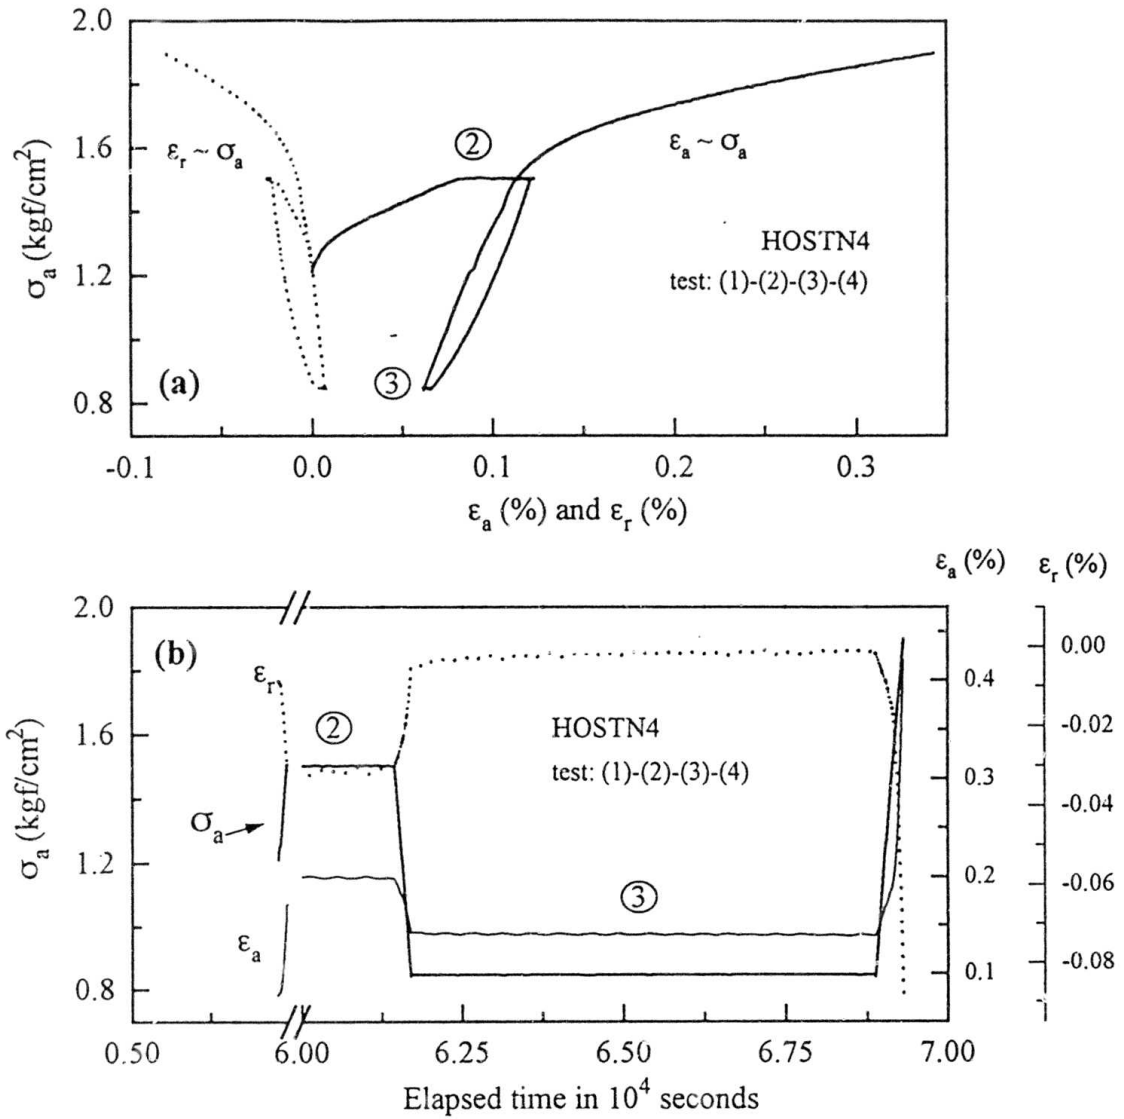 2.0
1.6
1.2
0.8
σa (kgf/cm2)
εr ~ σa
②
εa ~ σa
HOSTN4
test: (1)-(2)-(3)-(4)
(a)
③
-0.1 0.0 0.1 0.2 0.3
εa (%) and εr (%)
εa (%) εr (%)
2.0
1.6
1.2
0.8
σa (kgf/cm2)
(b)
εr
②
HOSTN4
test: (1)-(2)-(3)-(4)
σa
③
εa
0.4
0.3
0.2
0.1
0.00
-0.02
-0.04
-0.06
-0.08
0.50 6.00 6.25 6.50 6.75 7.00
Elapsed time in 104 seconds